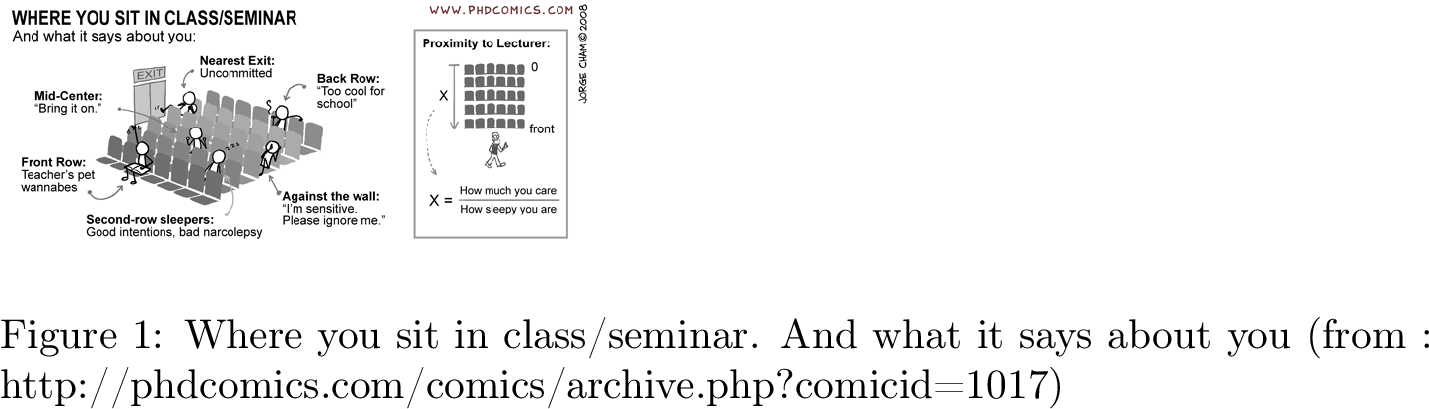 WHERE YOU SIT IN CLASS/SEMINAR
And what it says about you:
EXIT
Nearest Exit:
Uncommitted
Back Row:
"Too cool for
school"
Mid-Center:
"Bring it on."
zzz
Front Row:
Teacher's pet
wannabes
Against the wall:
"I'm sensitive.
Please ignore me."
Second-row sleepers:
Good intentions, bad narcolepsy
WWW.PHDCOMICS.COM
JORGE CHAM © 2008
Proximity to Lecturer:
0
X
front
X = How much you care
How seepy you are
Figure 1: Where you sit in class/seminar. And what it says about you (from :
http://phdcomics.com/comics/archive.php?comicid=1017)